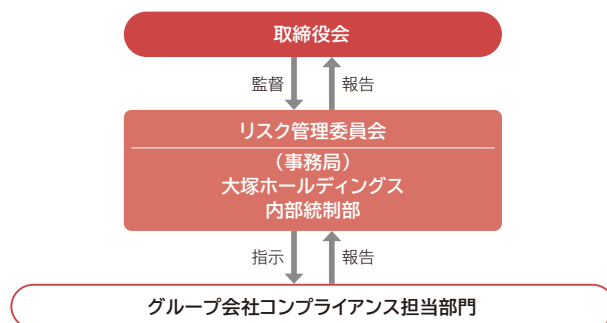 取締役会
監督 報告
リスク管理委員会
（事務局）
大塚ホールディングス
内部統制部
指示 報告
グループ会社コンプライアンス担当部門